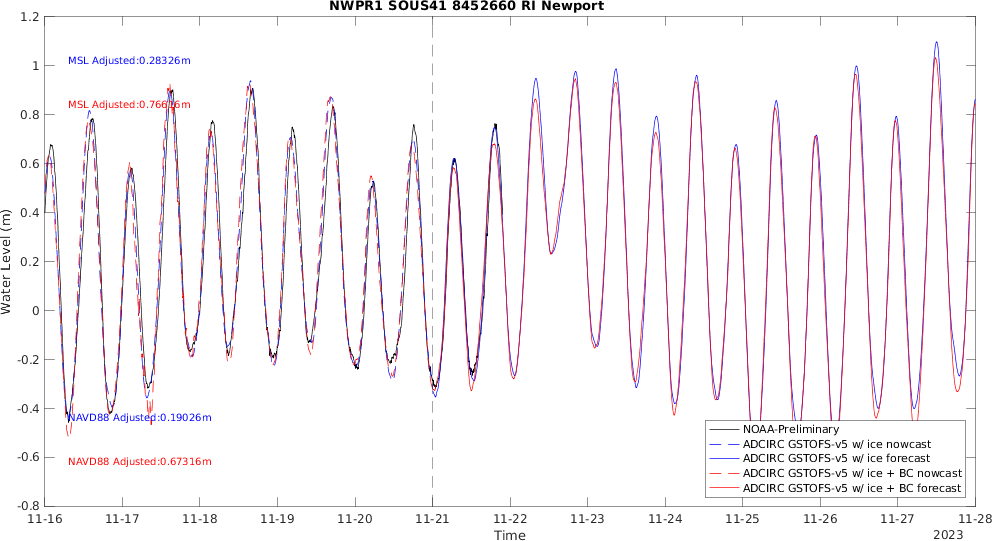 NWPR1 SOUS41 8452660 RI Newport
1.2
1
0.8
0.6
0.4
0.2
0
-0.2
-0.4
-0.6
-0.8
Water Level (m)
MSL Adjusted:0.28326m
MSL Adjusted:
NAVD88 Adjusted:0.19026m
NAVD88 Adjusted:0.67316m
NOAA-Preliminary
ADCIRC GSTOFS-v5 w/ ice nowcast
ADCIRC GSTOFS-v5 w/ ice forecast
ADCIRC GSTOFS-v5 w/ ice + BC nowcast
ADCIRC GSTOFS-v5 w/ ice + BC forecast
11-16 11-17 11-18 11-19 11-20 11-21 11-22 11-23 11-24 11-25 11-26 11-27 11-28
Time
2023